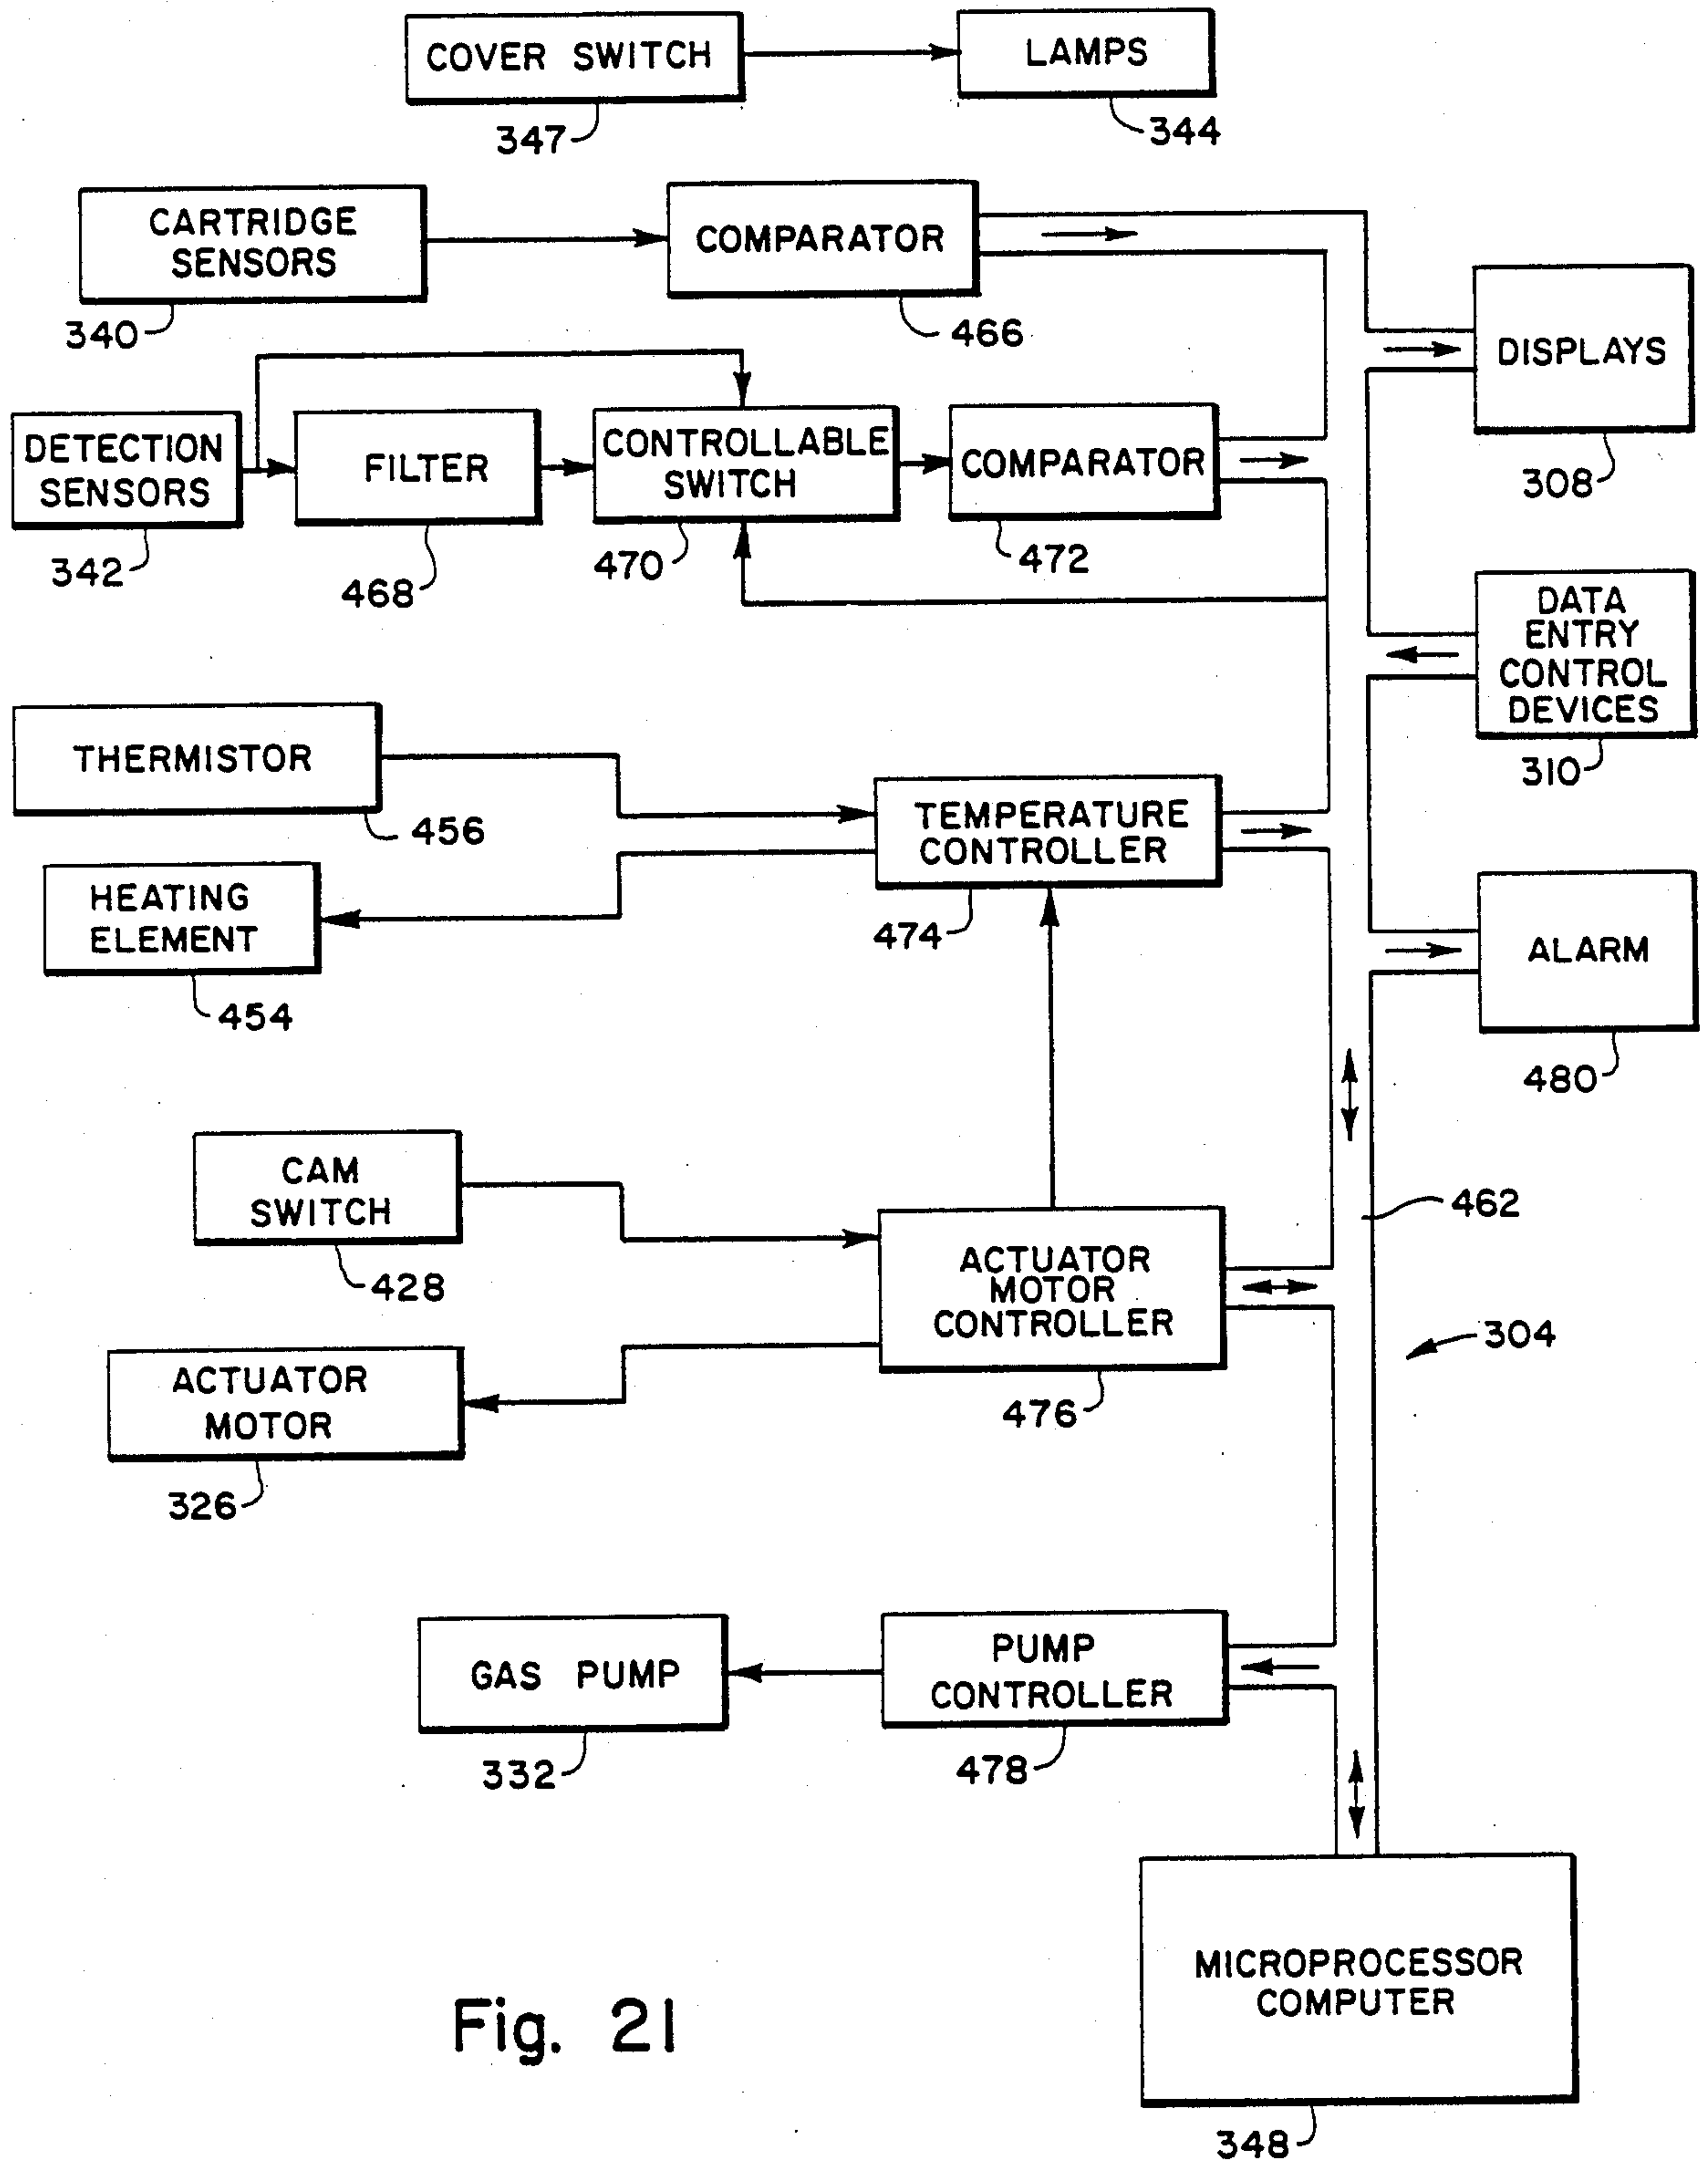 COVER SWITCH
LAMPS
347
344
CARTRIDGE
SENSORS
COMPARATOR
340
466
DISPLAYS
308
DETECTION
SENSORS
FILTER
CONTROLLABLE
SWITCH
COMPARATOR
342
468
470
472
DATA
ENTRY
CONTROL
DEVICES
310
THERMISTOR
456
TEMPERATURE
CONTROLLER
474
HEATING
ELEMENT
454
ALARM
480
CAM
SWITCH
428
462
ACTUATOR
MOTOR
CONTROLLER
476
304
ACTUATOR
MOTOR
326
GAS PUMP
332
PUMP
CONTROLLER
478
MICROPROCESSOR
COMPUTER
348
Fig. 21